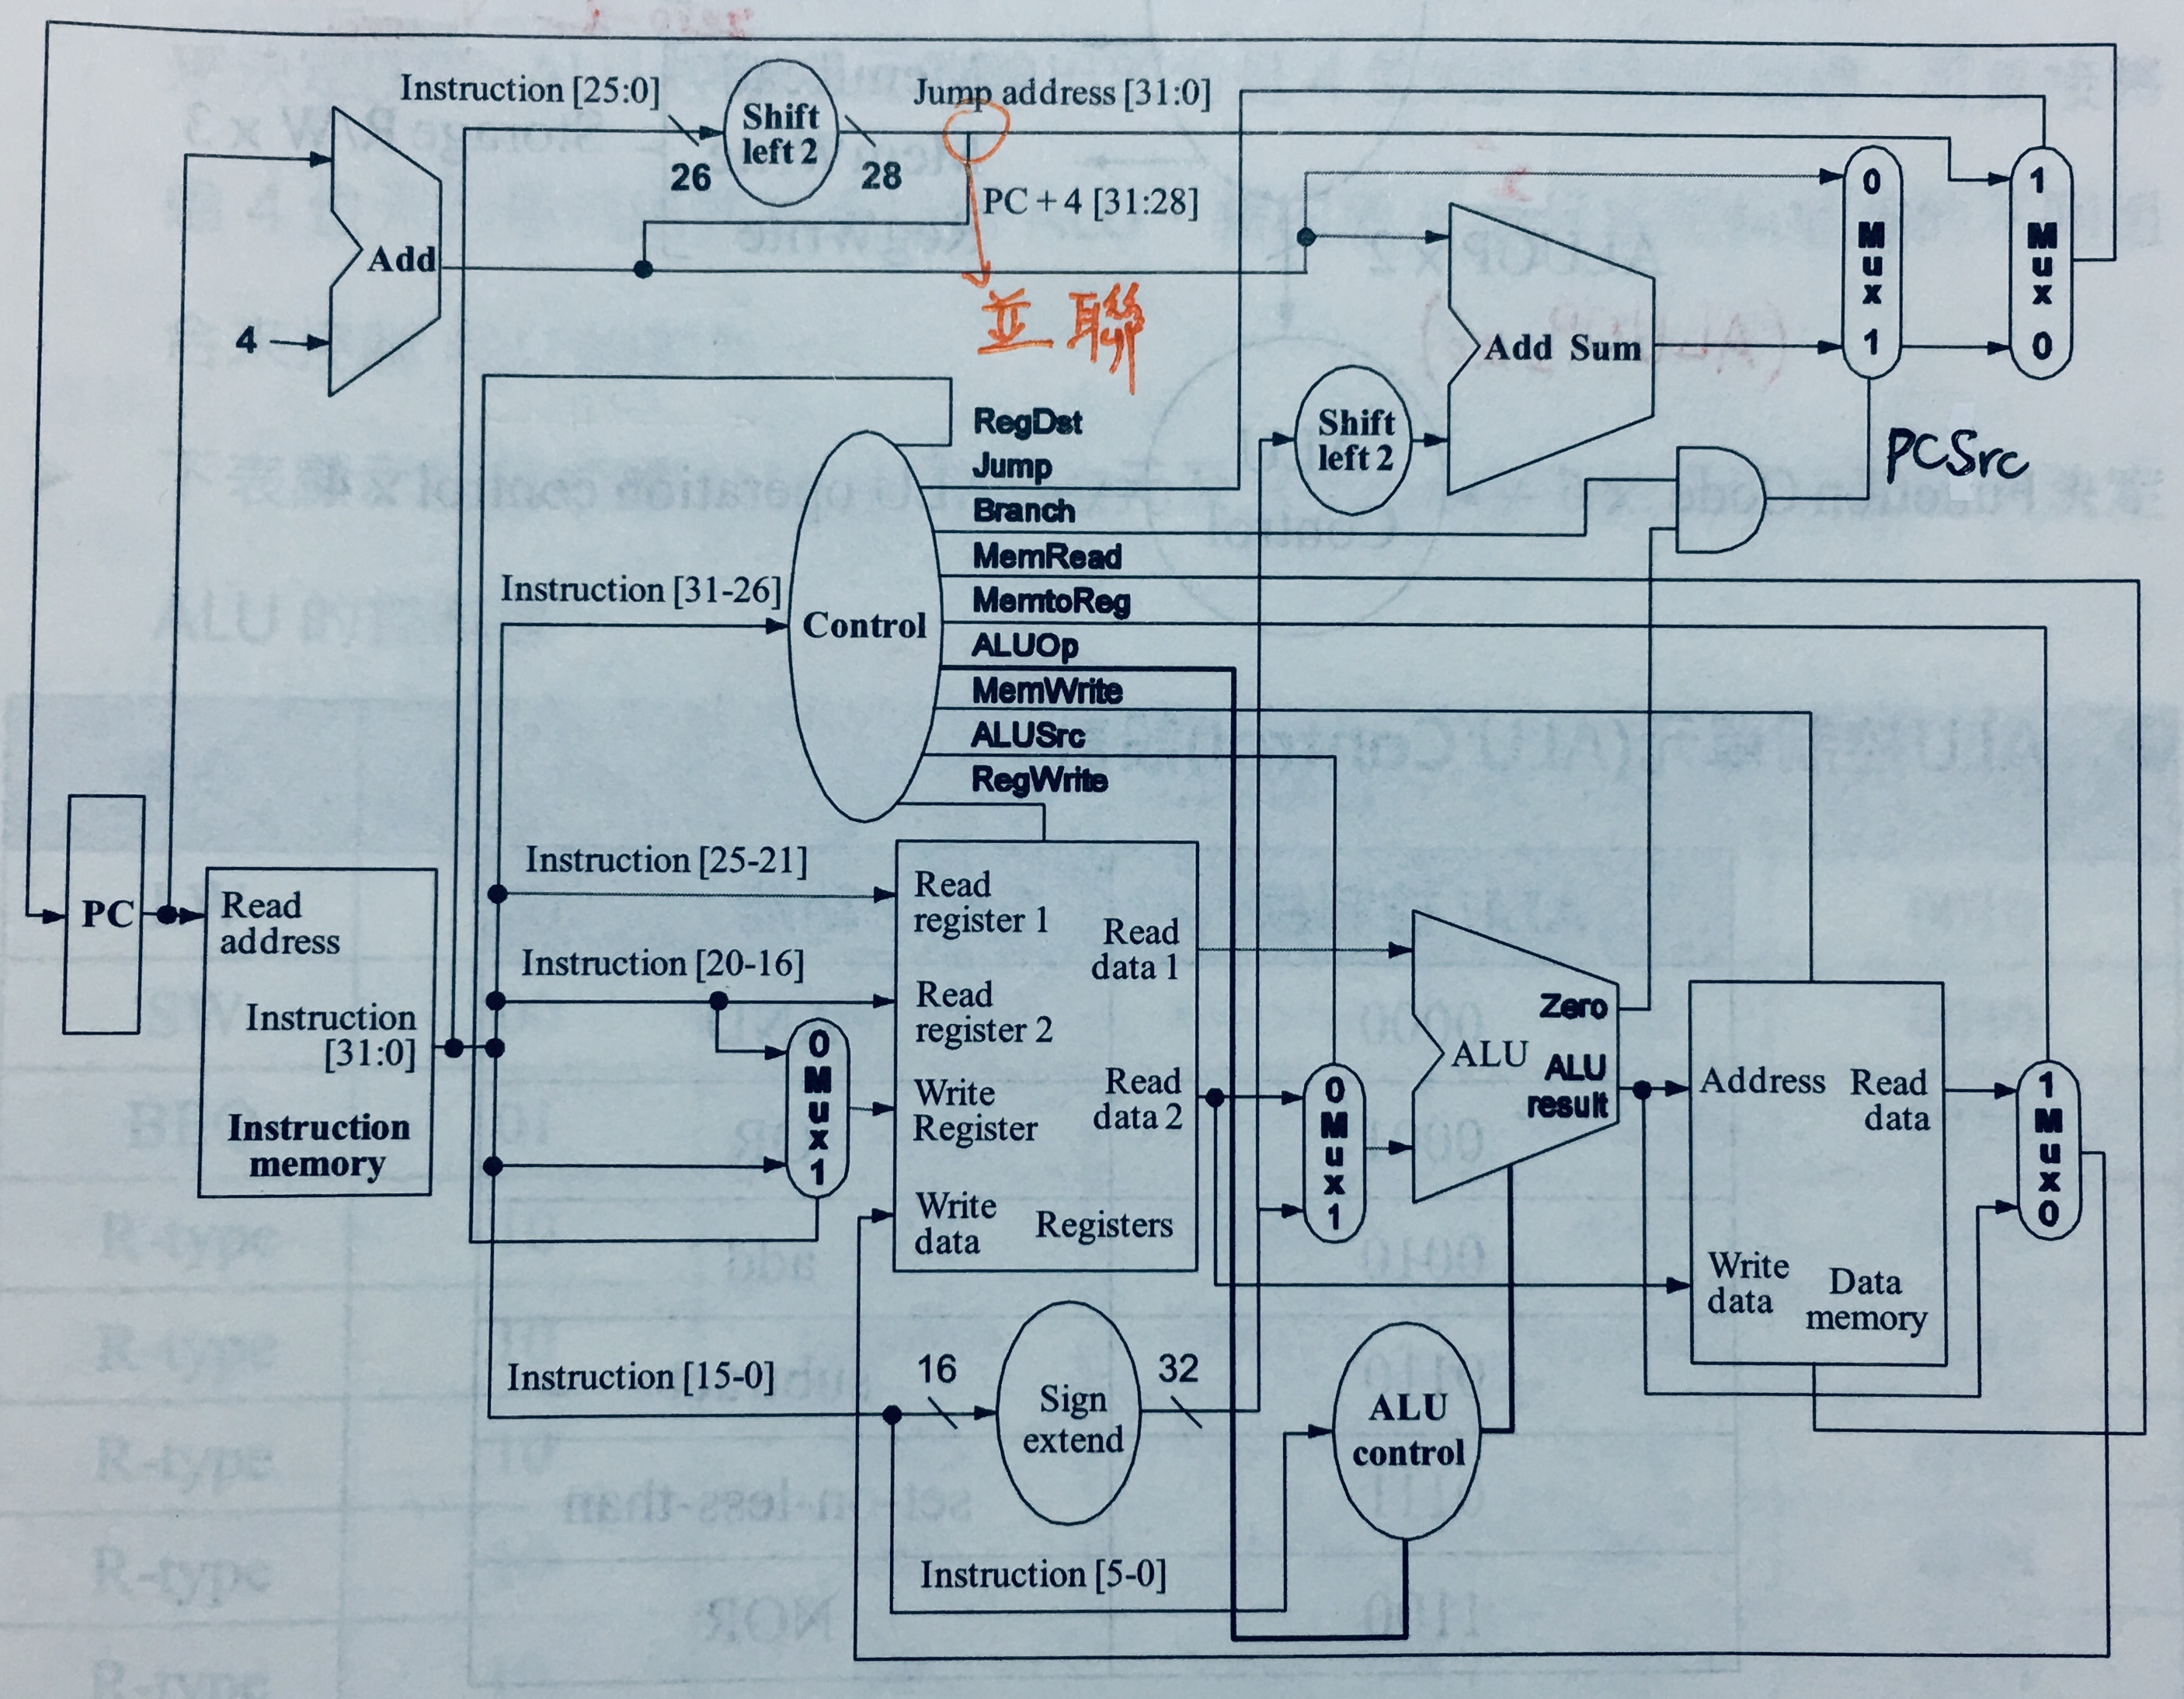 Instruction [25:0]
Shift
left 2
Jump address [31:0]
26
28
PC + 4 [31:28]
Add
4
並聯
0
M
u
x
1
1
M
u
x
0
Add Sum
Shift
left 2
PCSrc
RegDst
Jump
Branch
MemRead
MemtoReg
ALUOp
MemWrite
ALUSrc
RegWrite
Instruction [31-26]
Control
PC
Read
address
Instruction
[31:0]
Instruction
memory
Instruction [25-21]
Instruction [20-16]
0
M
u
x
1
Read
register 1
Read
register 2
Write
Register
Write
data
Read
data 1
Read
data 2
Registers
0
M
u
x
1
Zero
ALU
ALU
result
Address
Read
data
Write
data
Data
memory
1
M
u
x
0
Instruction [15-0]
16
Sign
extend
32
ALU
control
Instruction [5-0]